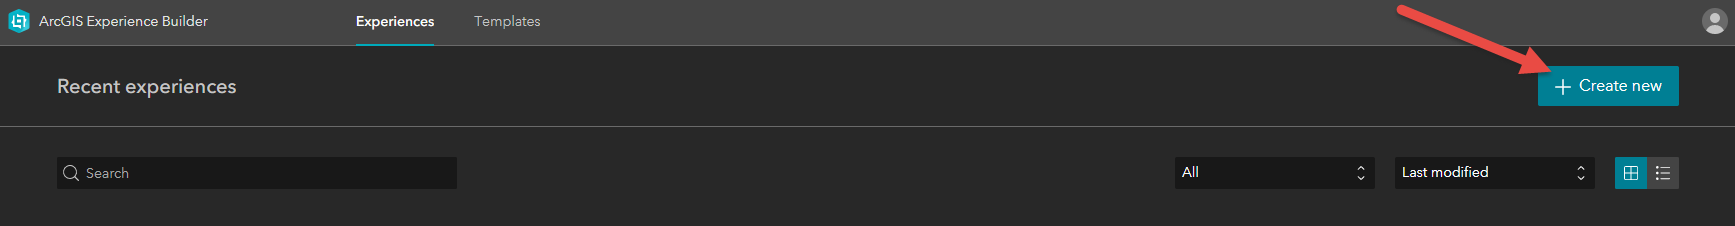 ArcGIS Experience Builder Experiences Templates
Recent experiences Create new
Search All Last modified